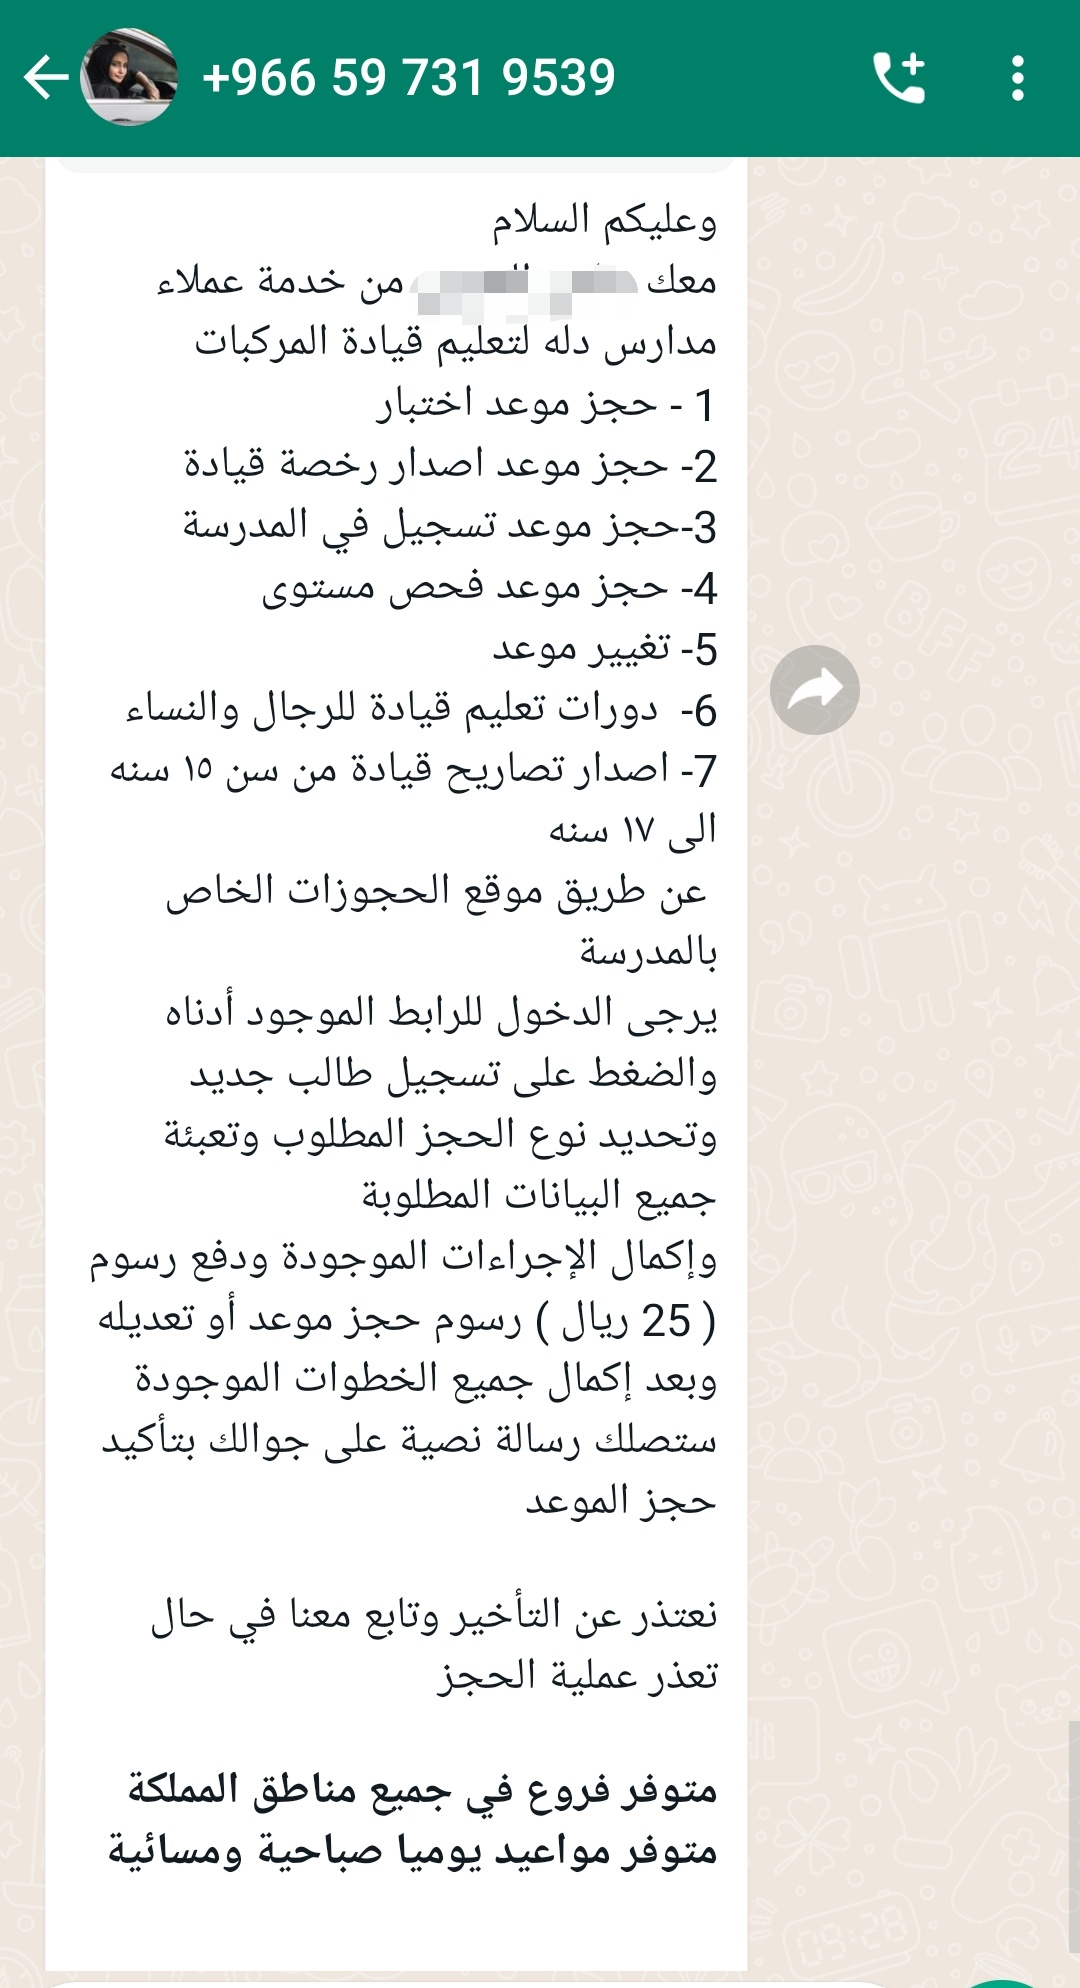 +966 59 731 9539
وعليكم السلام
معك من خدمة عملاء
مدارس دله لتعليم قيادة المركبات
1 - حجز موعد اختبار
2- حجز موعد اصدار رخصة قيادة
3-حجز موعد تسجيل في المدرسة
4- حجز موعد فحص مستوى
5- تغيير موعد
6- دورات تعليم قيادة للرجال والنساء
7- اصدار تصاريح قيادة من سن ١٥ سنه
الى ١٧ سنه
عن طريق موقع الحجوزات الخاص
بالمدرسة
يرجى الدخول للرابط الموجود أدناه
والضغط على تسجيل طالب جديد
وتحديد نوع الحجز المطلوب وتعبئة
جميع البيانات المطلوبة
وإكمال الإجراءات الموجودة ودفع رسوم
( 25 ريال ) رسوم حجز موعد أو تعديله
وبعد إكمال جميع الخطوات الموجودة
ستصلك رسالة نصية على جوالك بتأكيد
حجز الموعد
نعتذر عن التأخير وتابع معنا في حال
تعذر عملية الحجز
متوفر فروع في جميع مناطق المملكة
متوفر مواعيد يوميا صباحية ومسائية